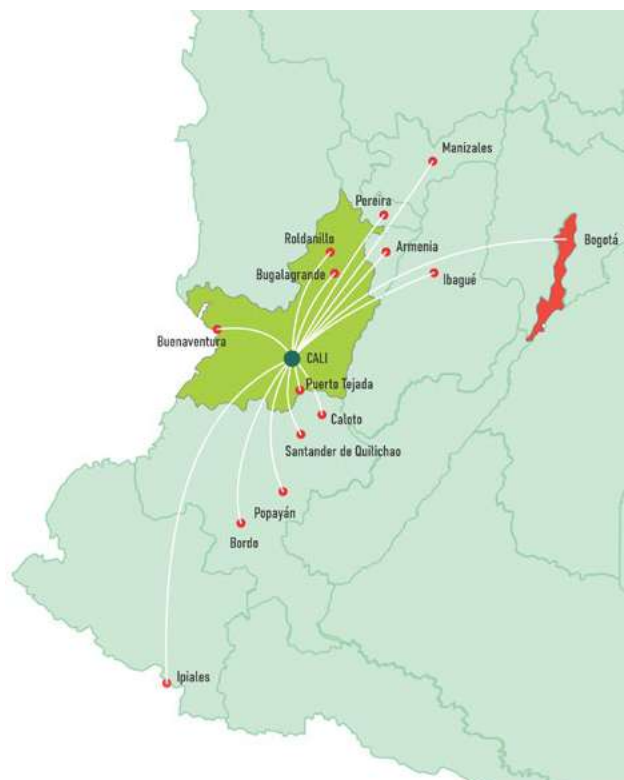 Manizales
Pereira
Roldanillo
Armenia
Bogotá
Bugalagrande
Ibagué
Buenaventura
CALI
Puerto Tejada
Caloto
Santander de Quilichao
Popayán
Bordo
Ipiales